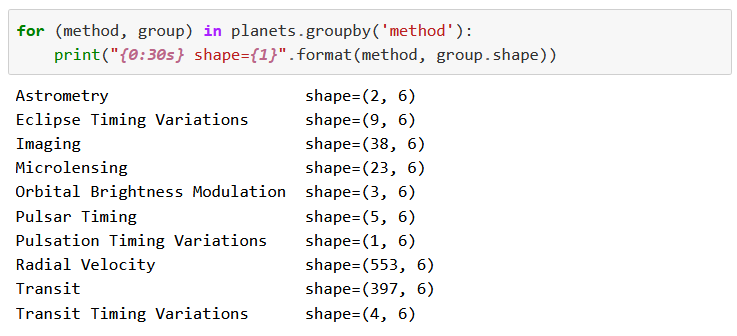 for (method, group) in planets.groupby('method'):
    print("{0:30s} shape={1}".format(method, group.shape))
Astrometry                     shape=(2, 6)
Eclipse Timing Variations      shape=(9, 6)
Imaging                        shape=(38, 6)
Microlensing                   shape=(23, 6)
Orbital Brightness Modulation  shape=(3, 6)
Pulsar Timing                  shape=(5, 6)
Pulsation Timing Variations    shape=(1, 6)
Radial Velocity                shape=(553, 6)
Transit                        shape=(397, 6)
Transit Timing Variations      shape=(4, 6)